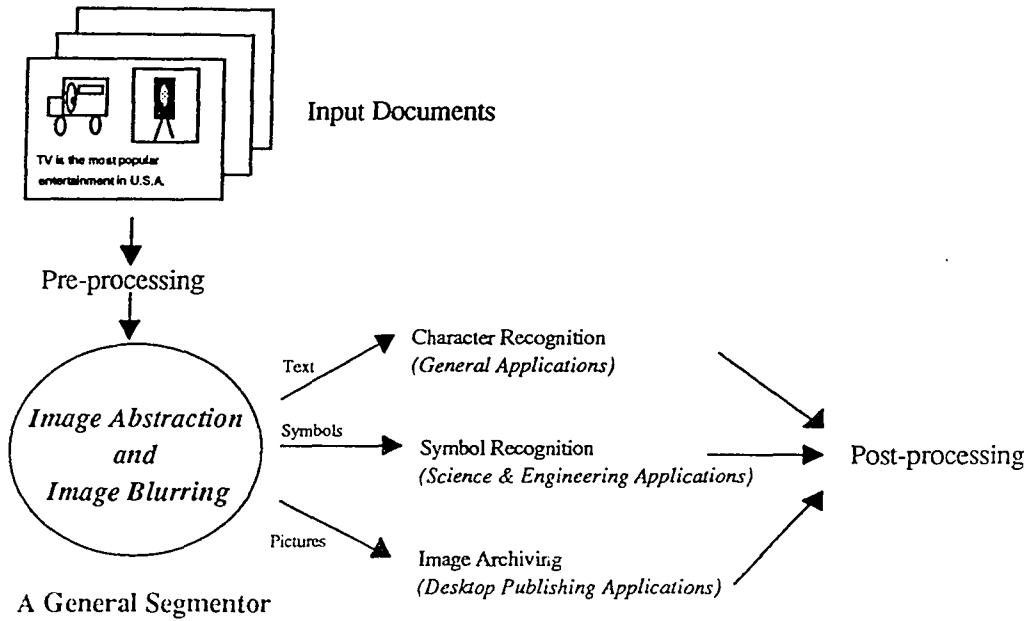 TV is the most popular
entertainment in U.S.A.
Input Documents
Pre-processing
Image Abstraction
and
Image Blurring
A General Segmentor
Text
Symbols
Pictures
Character Recognition
(General Applications)
Symbol Recognition
(Science & Engineering Applications)
Image Archiving
(Desktop Publishing Applications)
Post-processing